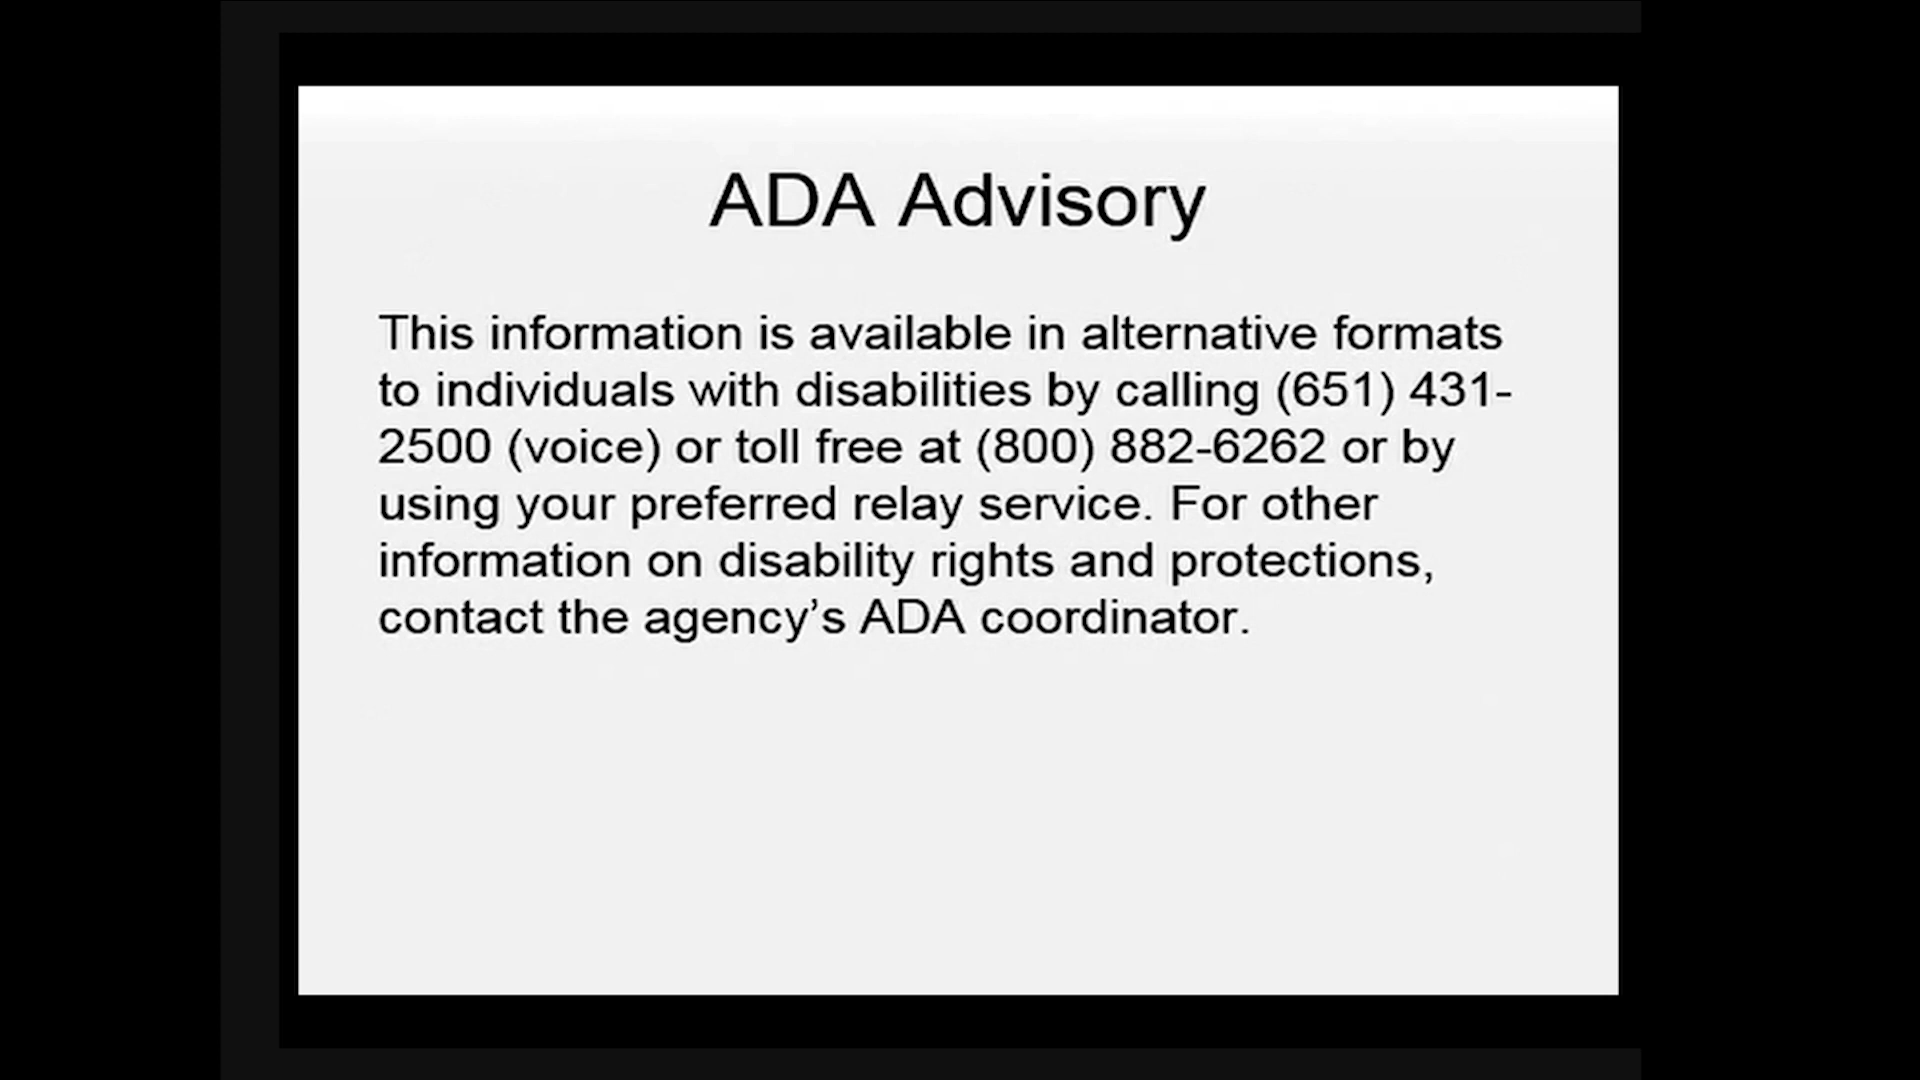 ADA Advisory
This information is available in alternative formats
to individuals with disabilities by calling (651) 431-
2500 (voice) or toll free at (800) 882-6262 or by
using your preferred relay service. For other
information on disability rights and protections,
contact the agency’s ADA coordinator.